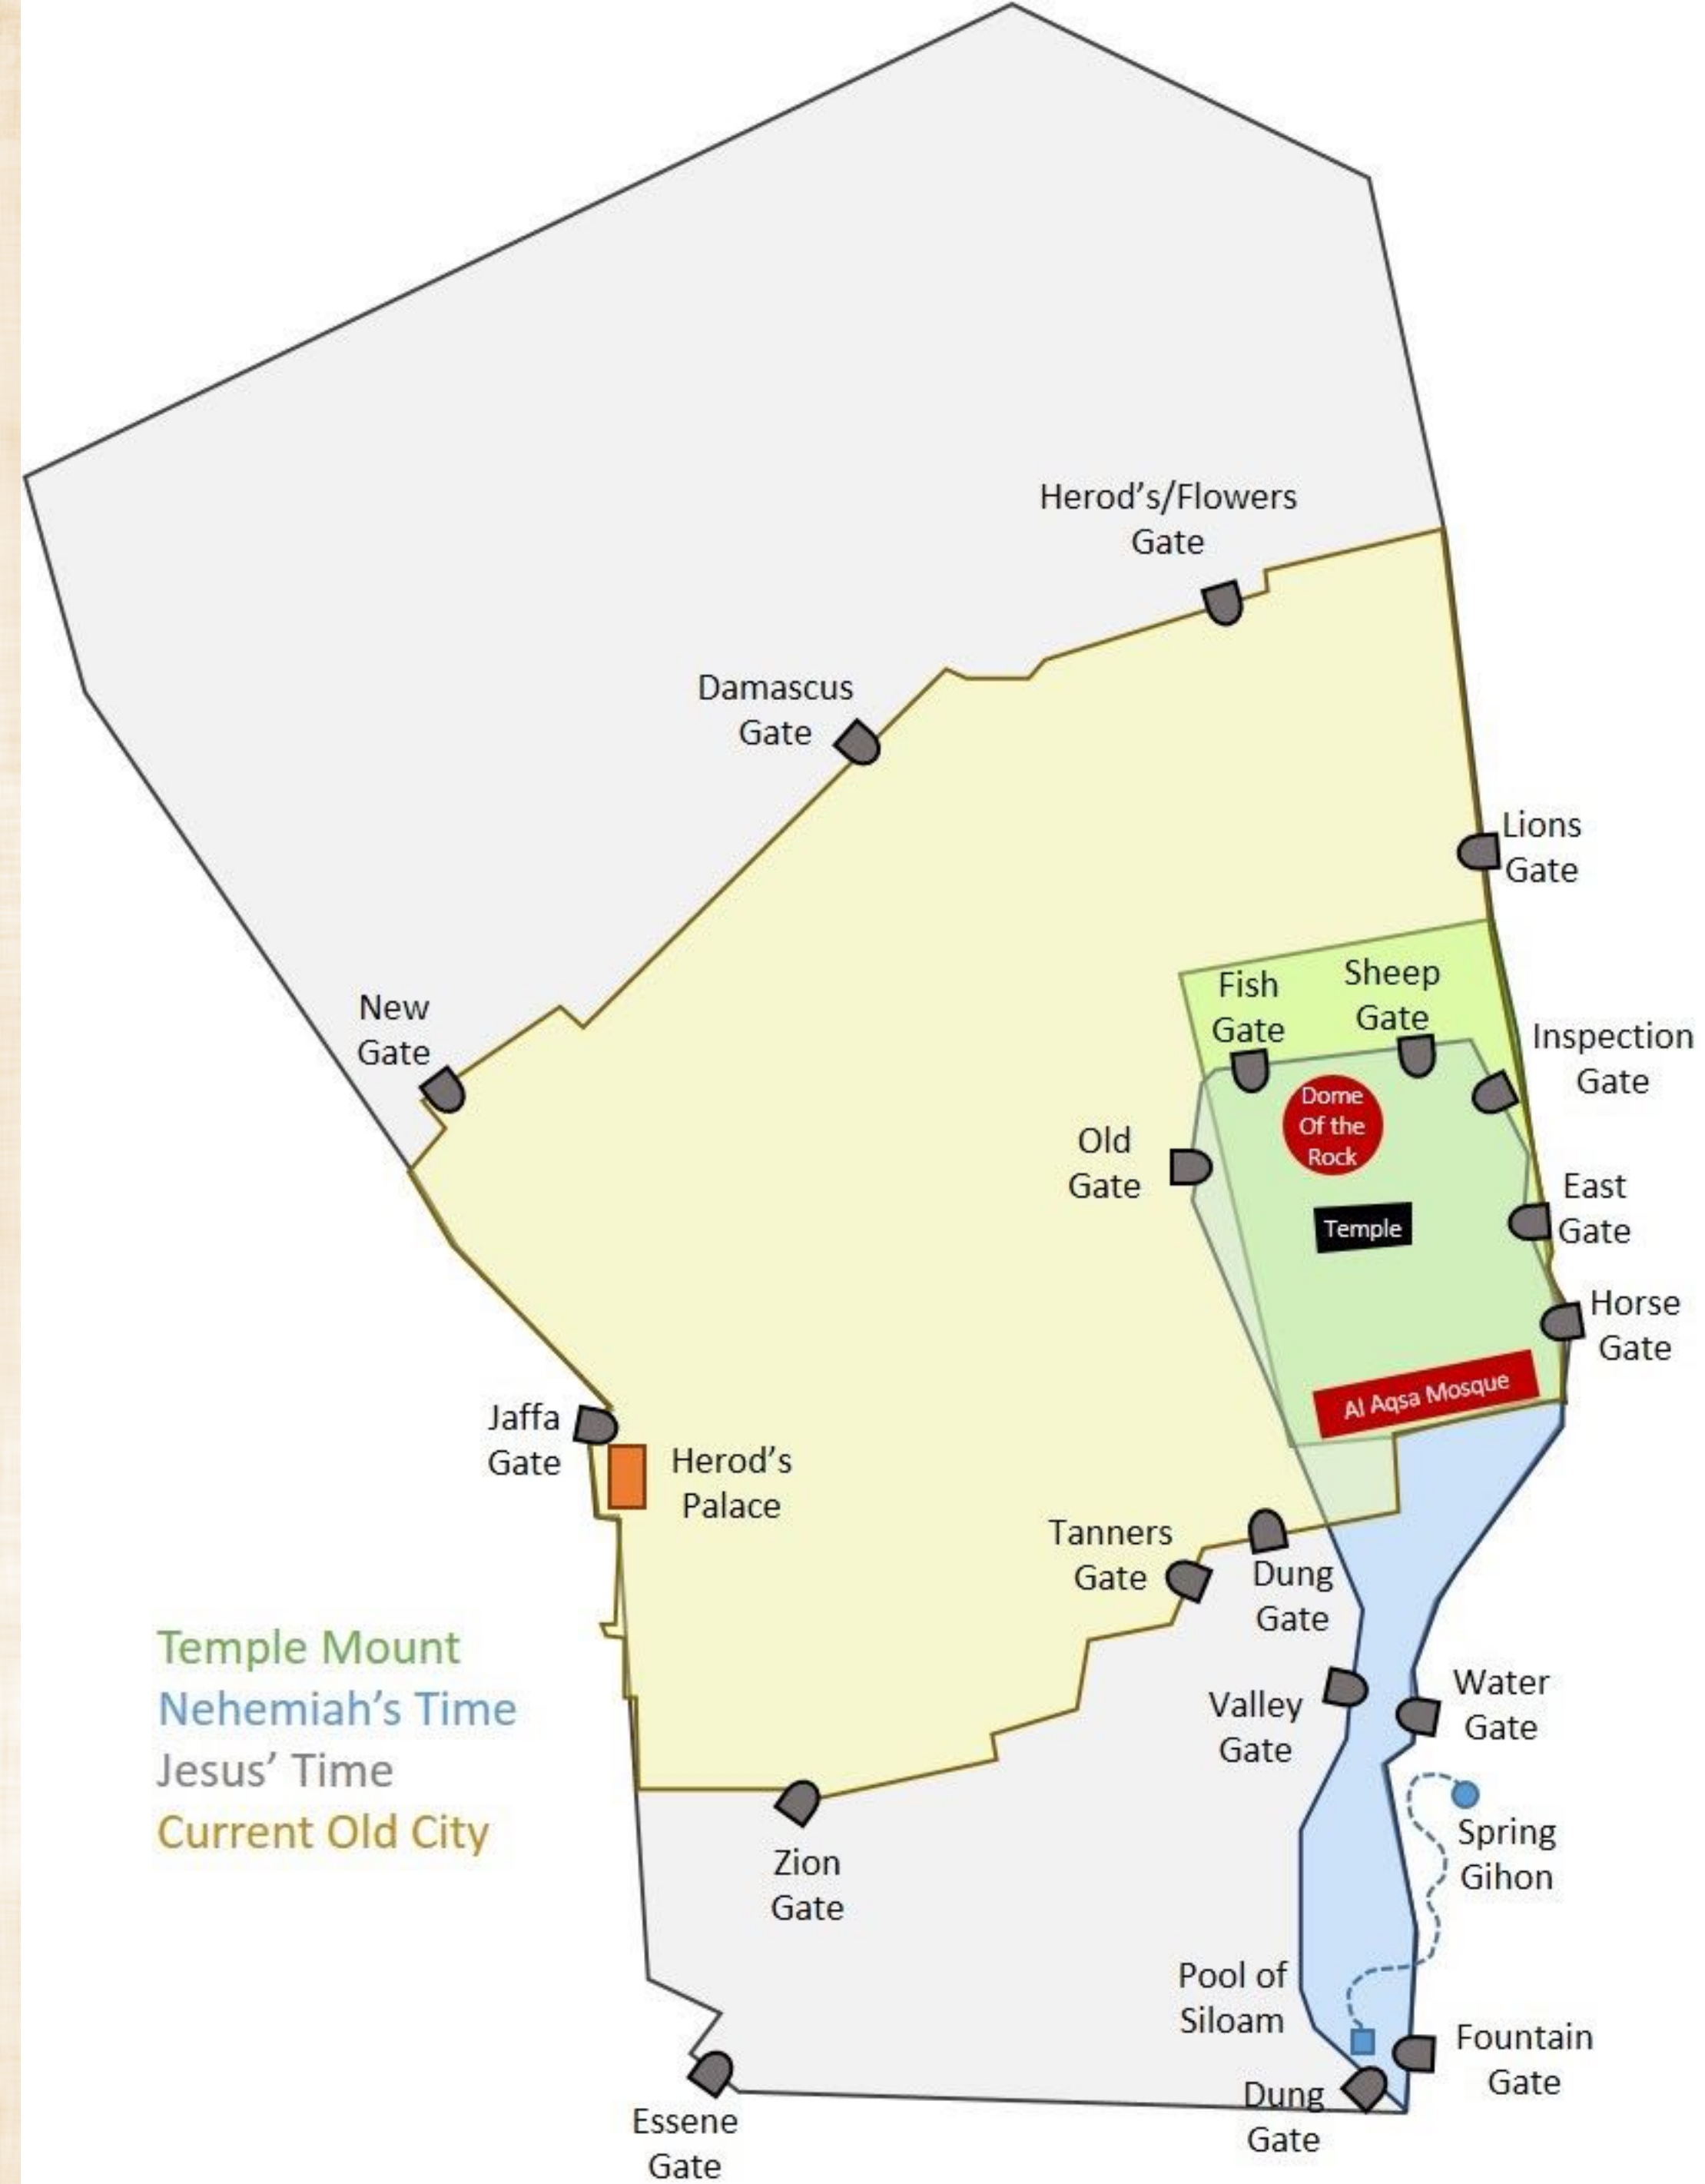 Herod's/Flowers
Gate
Damascus
Gate
Lions
Gate
Fish
Gate
Sheep
Gate
New
Gate
Inspection
Gate
Dome
Of the
Rock
Old
Gate
East
Gate
Temple
Horse
Gate
Al Aqsa Mosque
Jaffa
Gate
Herod's
Palace
Tanners
Gate
Dung
Gate
Temple Mount
Nehemiah's Time
Jesus' Time
Current Old City
Valley
Gate
Water
Gate
Spring
Gihon
Zion
Gate
Pool of
Siloam
Fountain
Gate
Dung
Gate
Essene
Gate